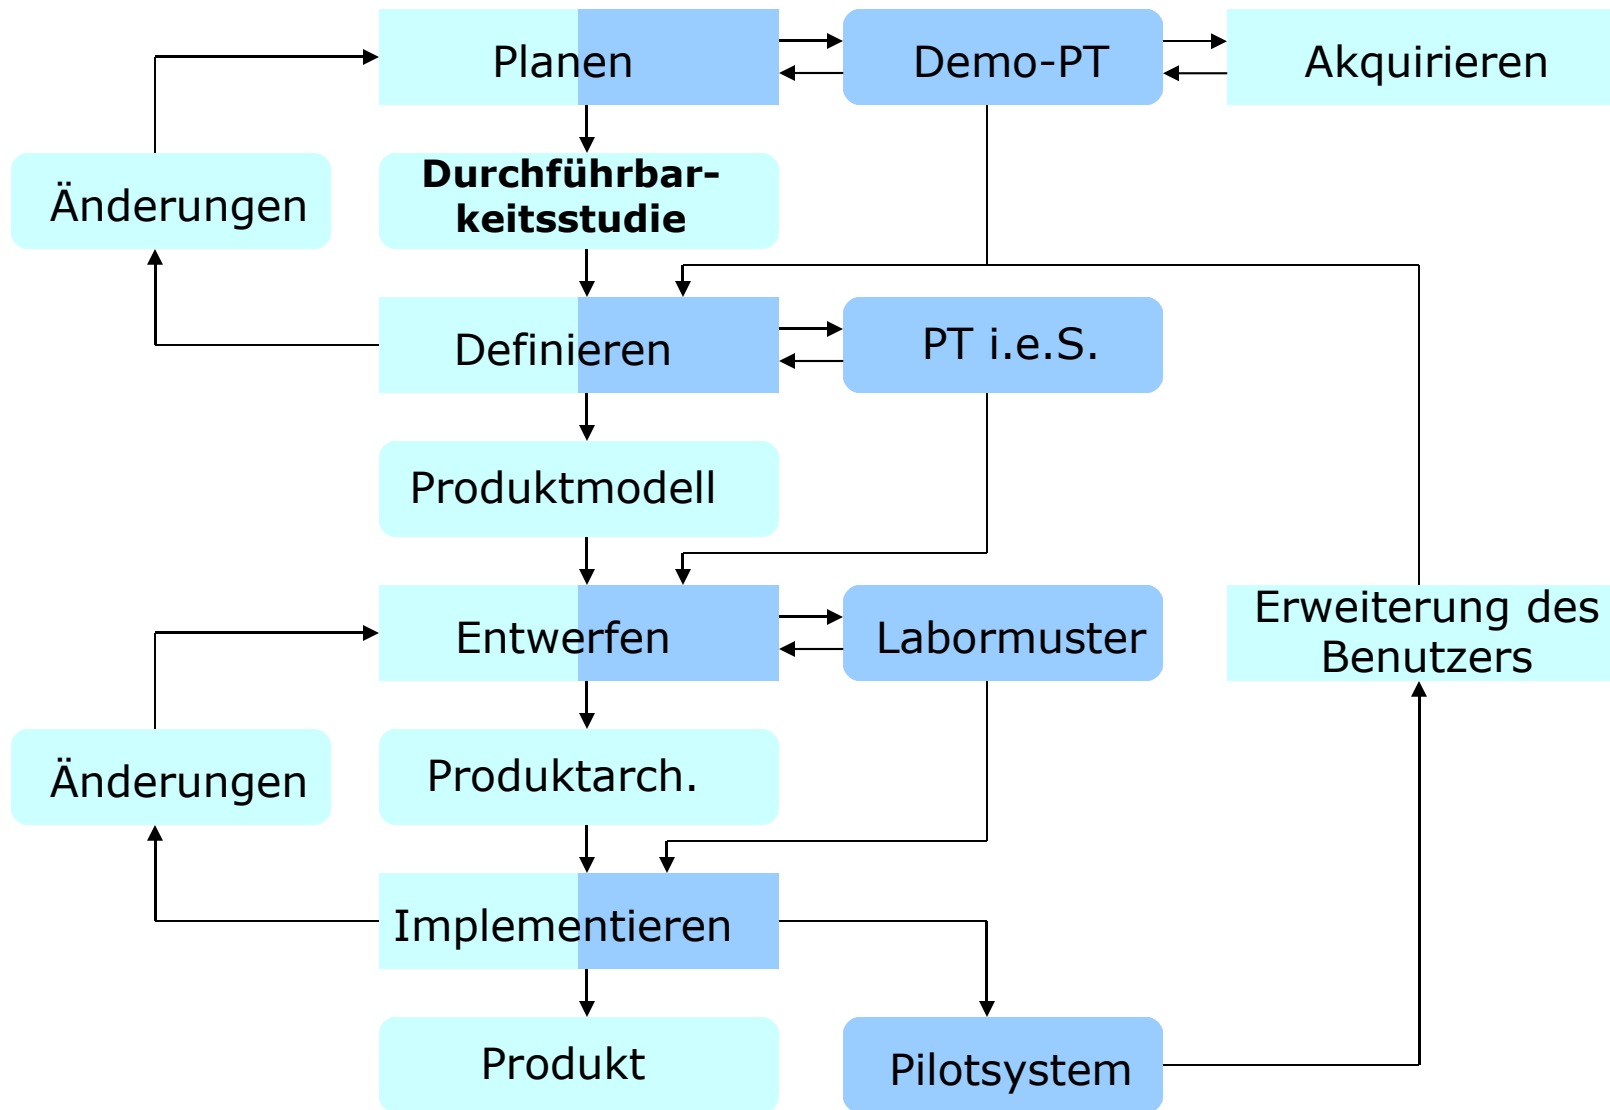 Planen
Demo-PT
Akquirieren
Änderungen
Durchführbar-
keitsstudie
Definieren
PT i.e.S.
Produktmodell
Entwerfen
Labormuster
Erweiterung des
Benutzers
Änderungen
Produktarch.
Implementieren
Produkt
Pilotsystem